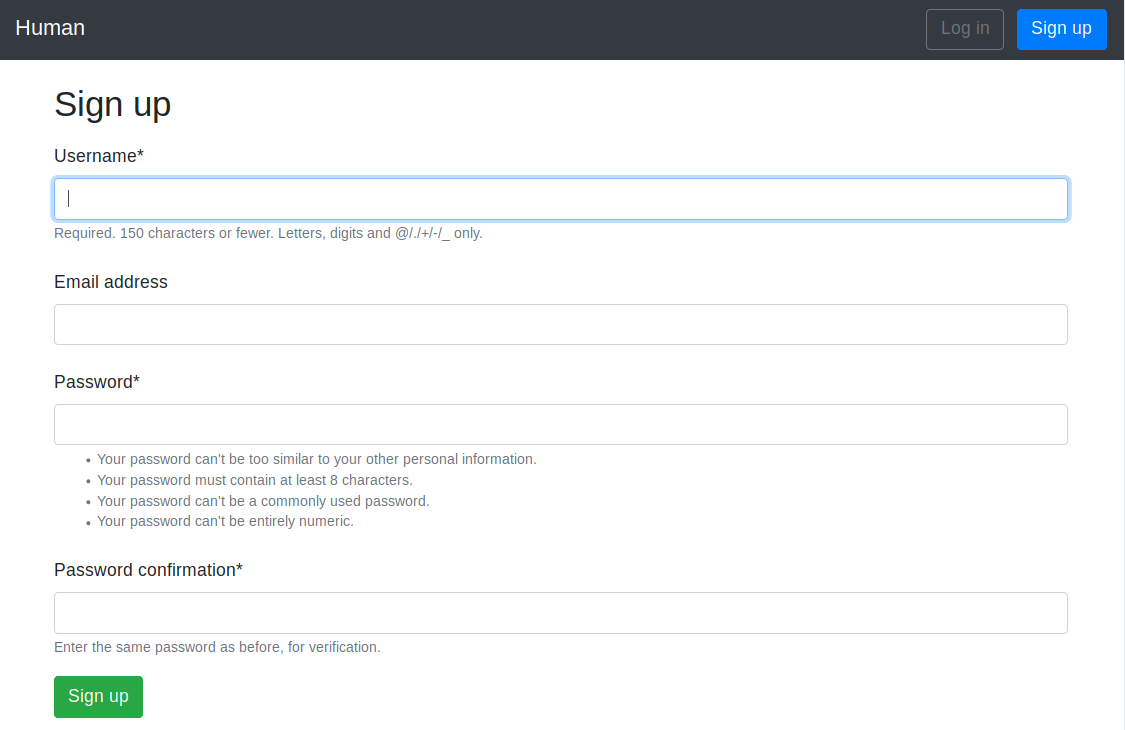 Human
Log in
Sign up
Sign up
Username*
Required. 150 characters or fewer. Letters, digits and @/./+/-/_ only.
Email address
Password*
• Your password can't be too similar to your other personal information.
• Your password must contain at least 8 characters.
• Your password can't be a commonly used password.
• Your password can't be entirely numeric.
Password confirmation*
Enter the same password as before, for verification.
Sign up